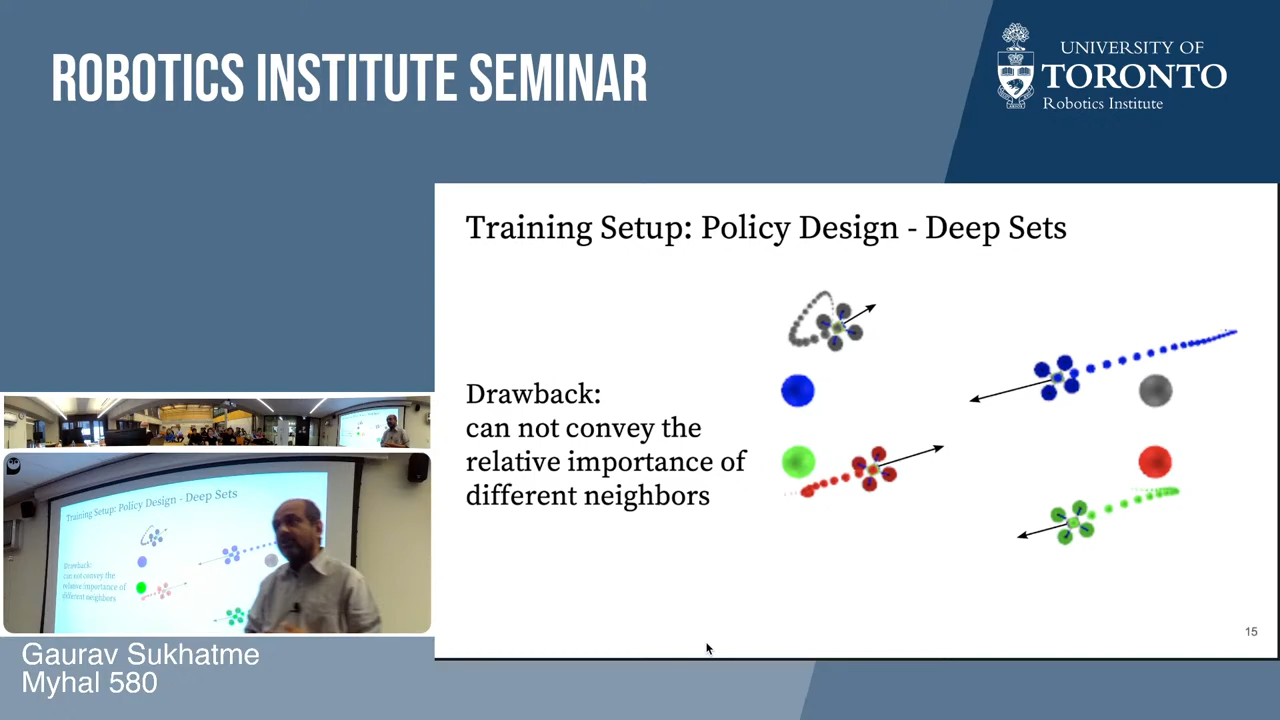 ROBOTICS INSTITUTE SEMINAR
UNIVERSITY OF
TORONTO
Robotics Institute
Training Setup: Policy Design - Deep Sets
Drawback:
can not convey the
relative importance of
different neighbors
15
Training Setup: Policy Design - Deep Sets
Drawback:
can not convey the
relative importance of
different neighbors
Gaurav Sukhatme
Myhal 580